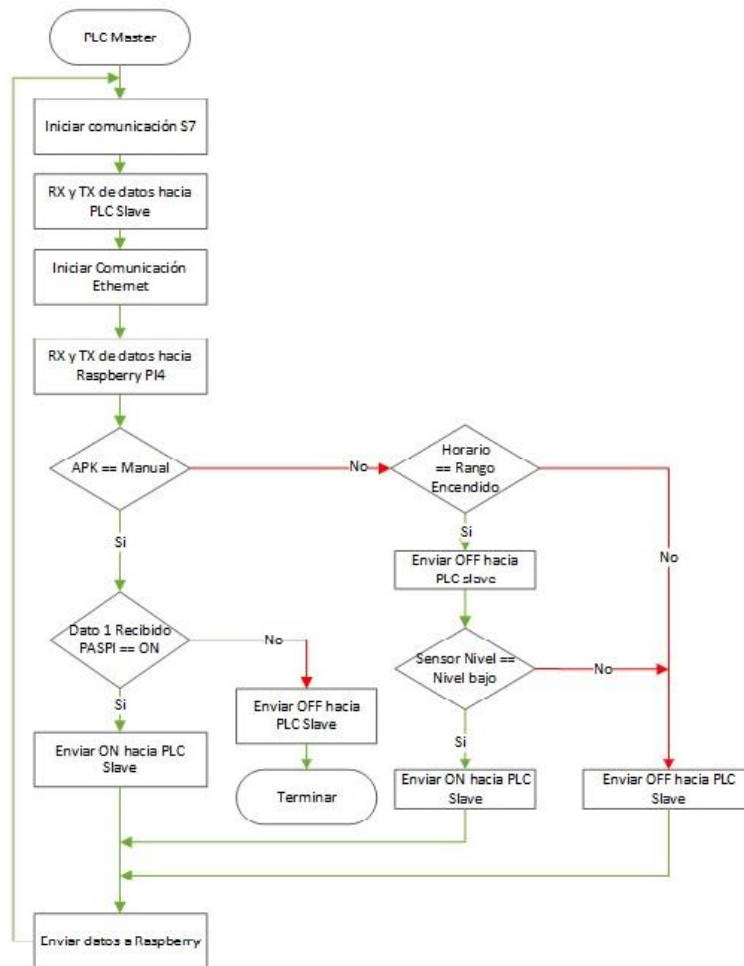 PLC Master
Iniciar comunicación S7
RX y TX de datos hacia
PLC Slave
Iniciar Comunicación
Ethernet
RX y TX de datos hacia
Raspberry PI4
APK == Manual
No
Horario
== Rango
Encendido
Si
Si
No
Enviar OFF hacia
PLC slave
Dato 1 Recibido
PASPI == ON
No
Sensor Nivel ==
Nivel bajo
No
Si
Enviar OFF hacia
PLC Slave
Si
Enviar ON hacia PLC
Slave
Terminar
Enviar ON hacia PLC
Slave
Enviar OFF hacia PLC
Slave
Enviar datos a Raspberry